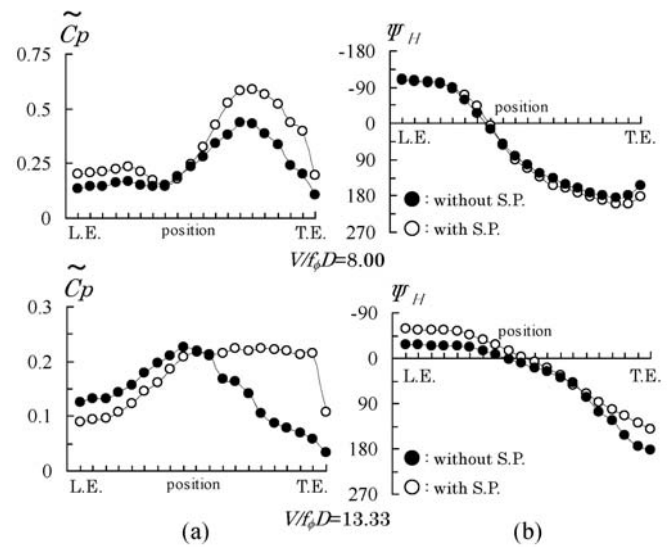 C̃p
0.75
0.5
0.25
0
L.E.
position
T.E.
Ψ_H
-180
-90
0
90
180
270
position
L.E.
T.E.
● : without S.P.
○ : with S.P.
V/f_ϕD=8.00
C̃p
0.3
0.2
0.1
0
L.E.
position
T.E.
Ψ_H
-90
0
90
180
270
position
L.E.
T.E.
● : without S.P.
○ : with S.P.
V/f_ϕD=13.33
(a)
(b)